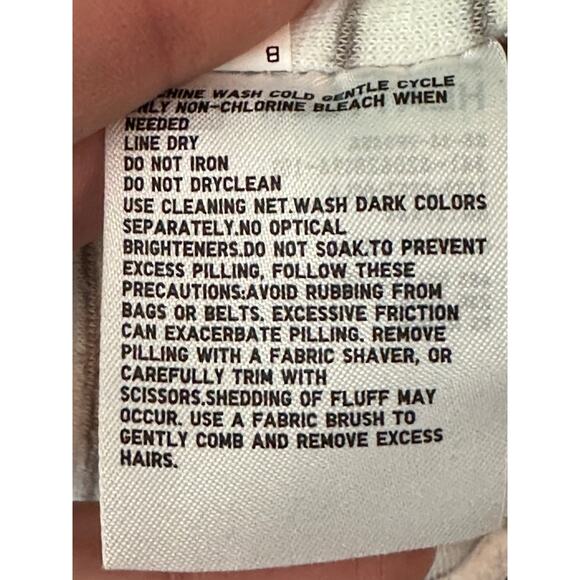 8
MACHINE WASH COLD GENTLE CYCLE
ONLY NON-CHLORINE BLEACH WHEN
NEEDED
LINE DRY
DO NOT IRON
DO NOT DRYCLEAN
USE CLEANING NET.WASH DARK COLORS
SEPARATELY.NO OPTICAL
BRIGHTENERS.DO NOT SOAK.TO PREVENT
EXCESS PILLING, FOLLOW THESE
PRECAUTIONS:AVOID RUBBING FROM
BAGS OR BELTS. EXCESSIVE FRICTION
CAN EXACERBATE PILLING. REMOVE
PILLING WITH A FABRIC SHAVER, OR
CAREFULLY TRIM WITH
SCISSORS.SHEDDING OF FLUFF MAY
OCCUR. USE A FABRIC BRUSH TO
GENTLY COMB AND REMOVE EXCESS
HAIRS.